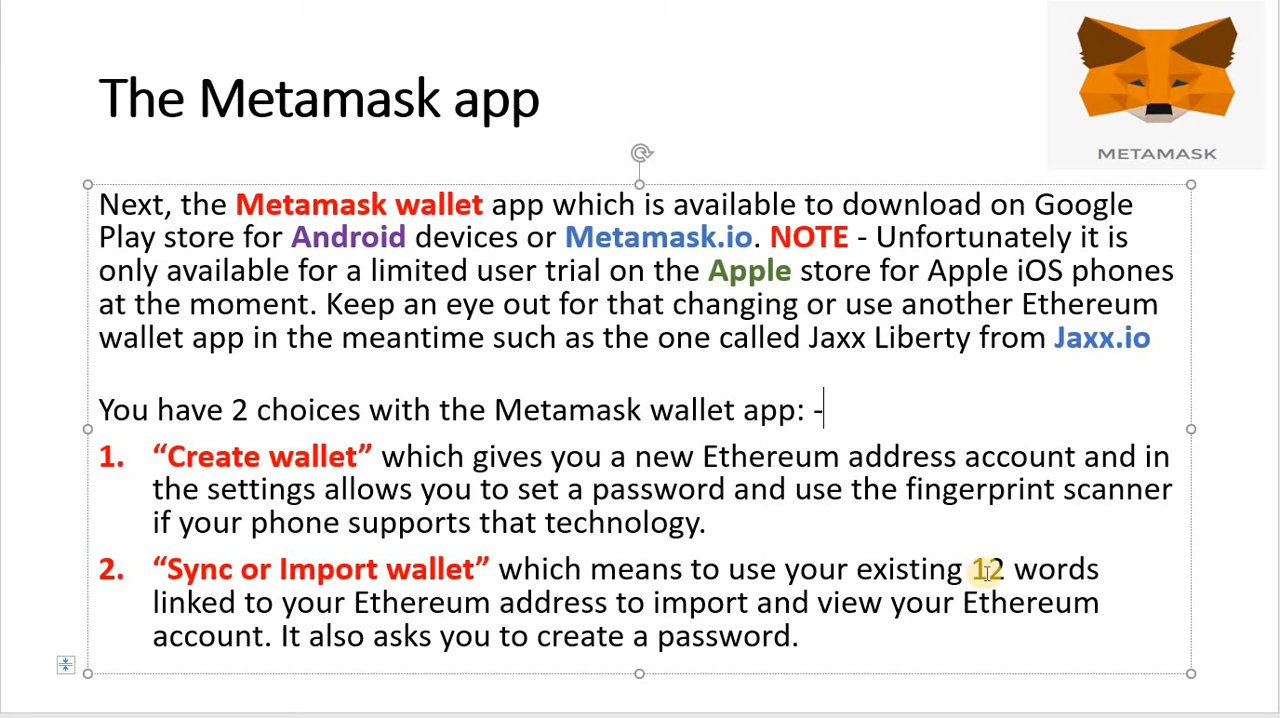 The Metamask app
METAMASK
Next, the Metamask wallet app which is available to download on Google
Play store for Android devices or Metamask.io. NOTE - Unfortunately it is
only available for a limited user trial on the Apple store for Apple iOS phones
at the moment. Keep an eye out for that changing or use another Ethereum
wallet app in the meantime such as the one called Jaxx Liberty from Jaxx.io
You have 2 choices with the Metamask wallet app: -
1. “Create wallet” which gives you a new Ethereum address account and in
the settings allows you to set a password and use the fingerprint scanner
if your phone supports that technology.
2. “Sync or Import wallet” which means to use your existing 12 words
linked to your Ethereum address to import and view your Ethereum
account. It also asks you to create a password.